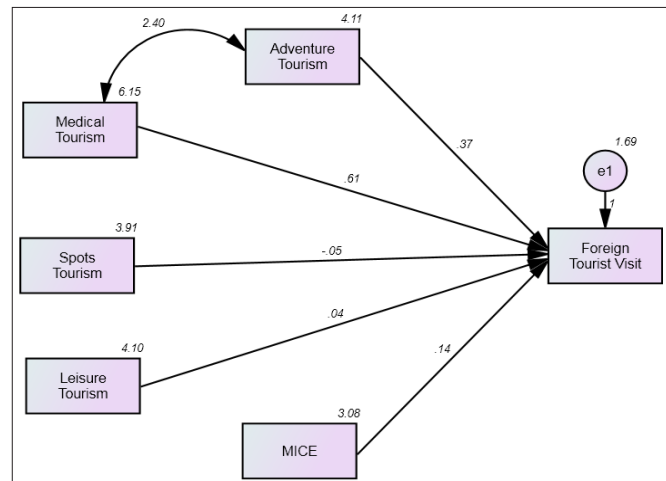 2.40
4.11
Adventure
Tourism
6.15
Medical
Tourism
.37
1.69
e1
.61
1
3.91
Spots
Tourism
-.05
Foreign
Tourist Visit
.04
4.10
Leisure
Tourism
.14
3.08
MICE